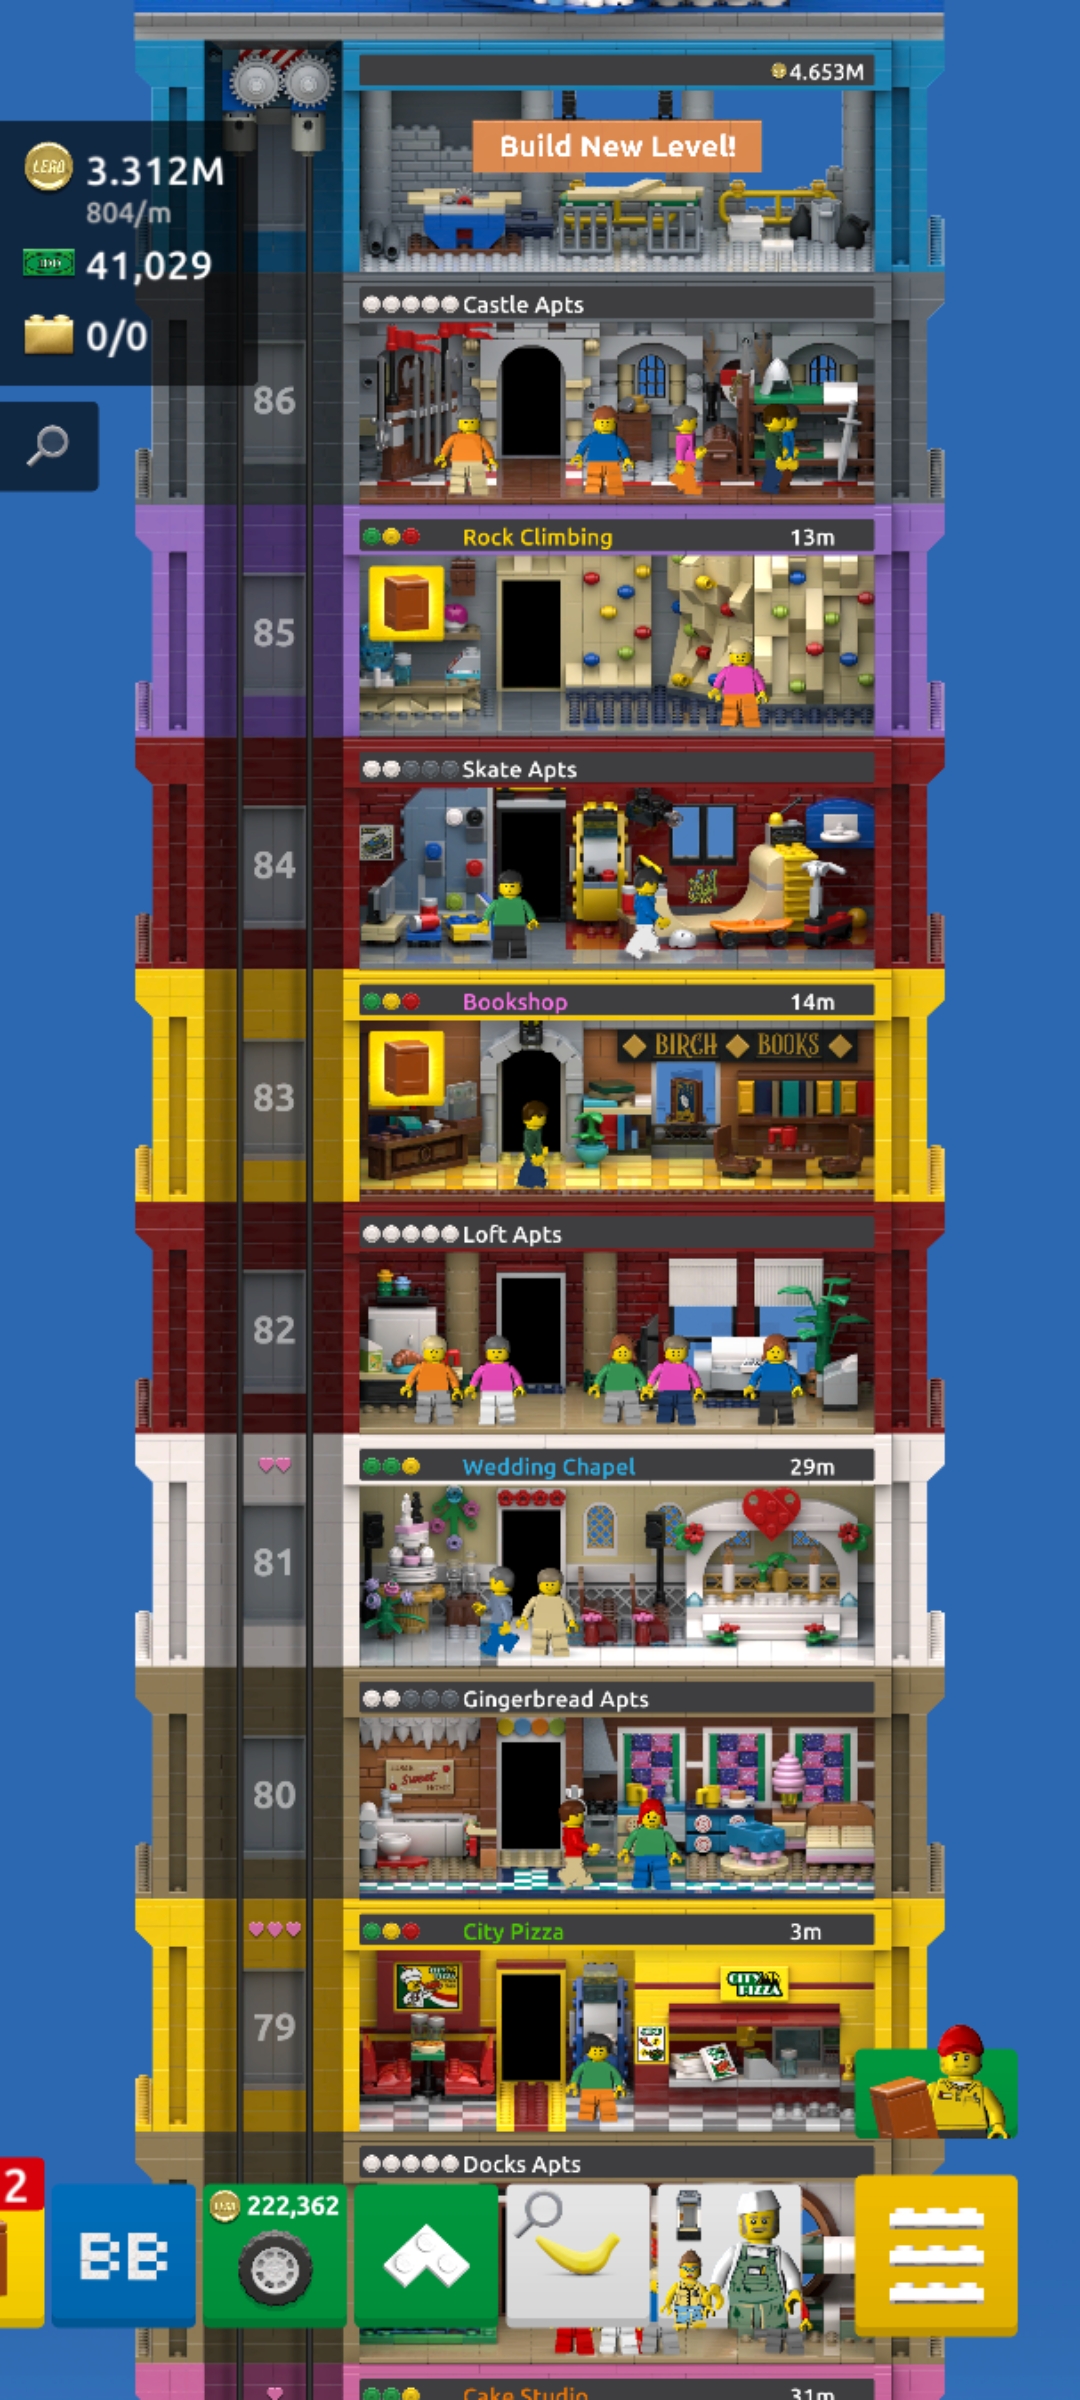 4.653M
Build New Level!
LEGO
3.312M
804/m
41,029
0/0
Castle Apts
86
Rock Climbing
13m
85
Skate Apts
84
Bookshop
14m
BIRCH BOOKS
83
Loft Apts
82
Wedding Chapel
29m
81
Gingerbread Apts
Sweet
80
City Pizza
3m
CITY
PIZZA
79
Docks Apts
2
BB
222,362
Cake Studio
31m